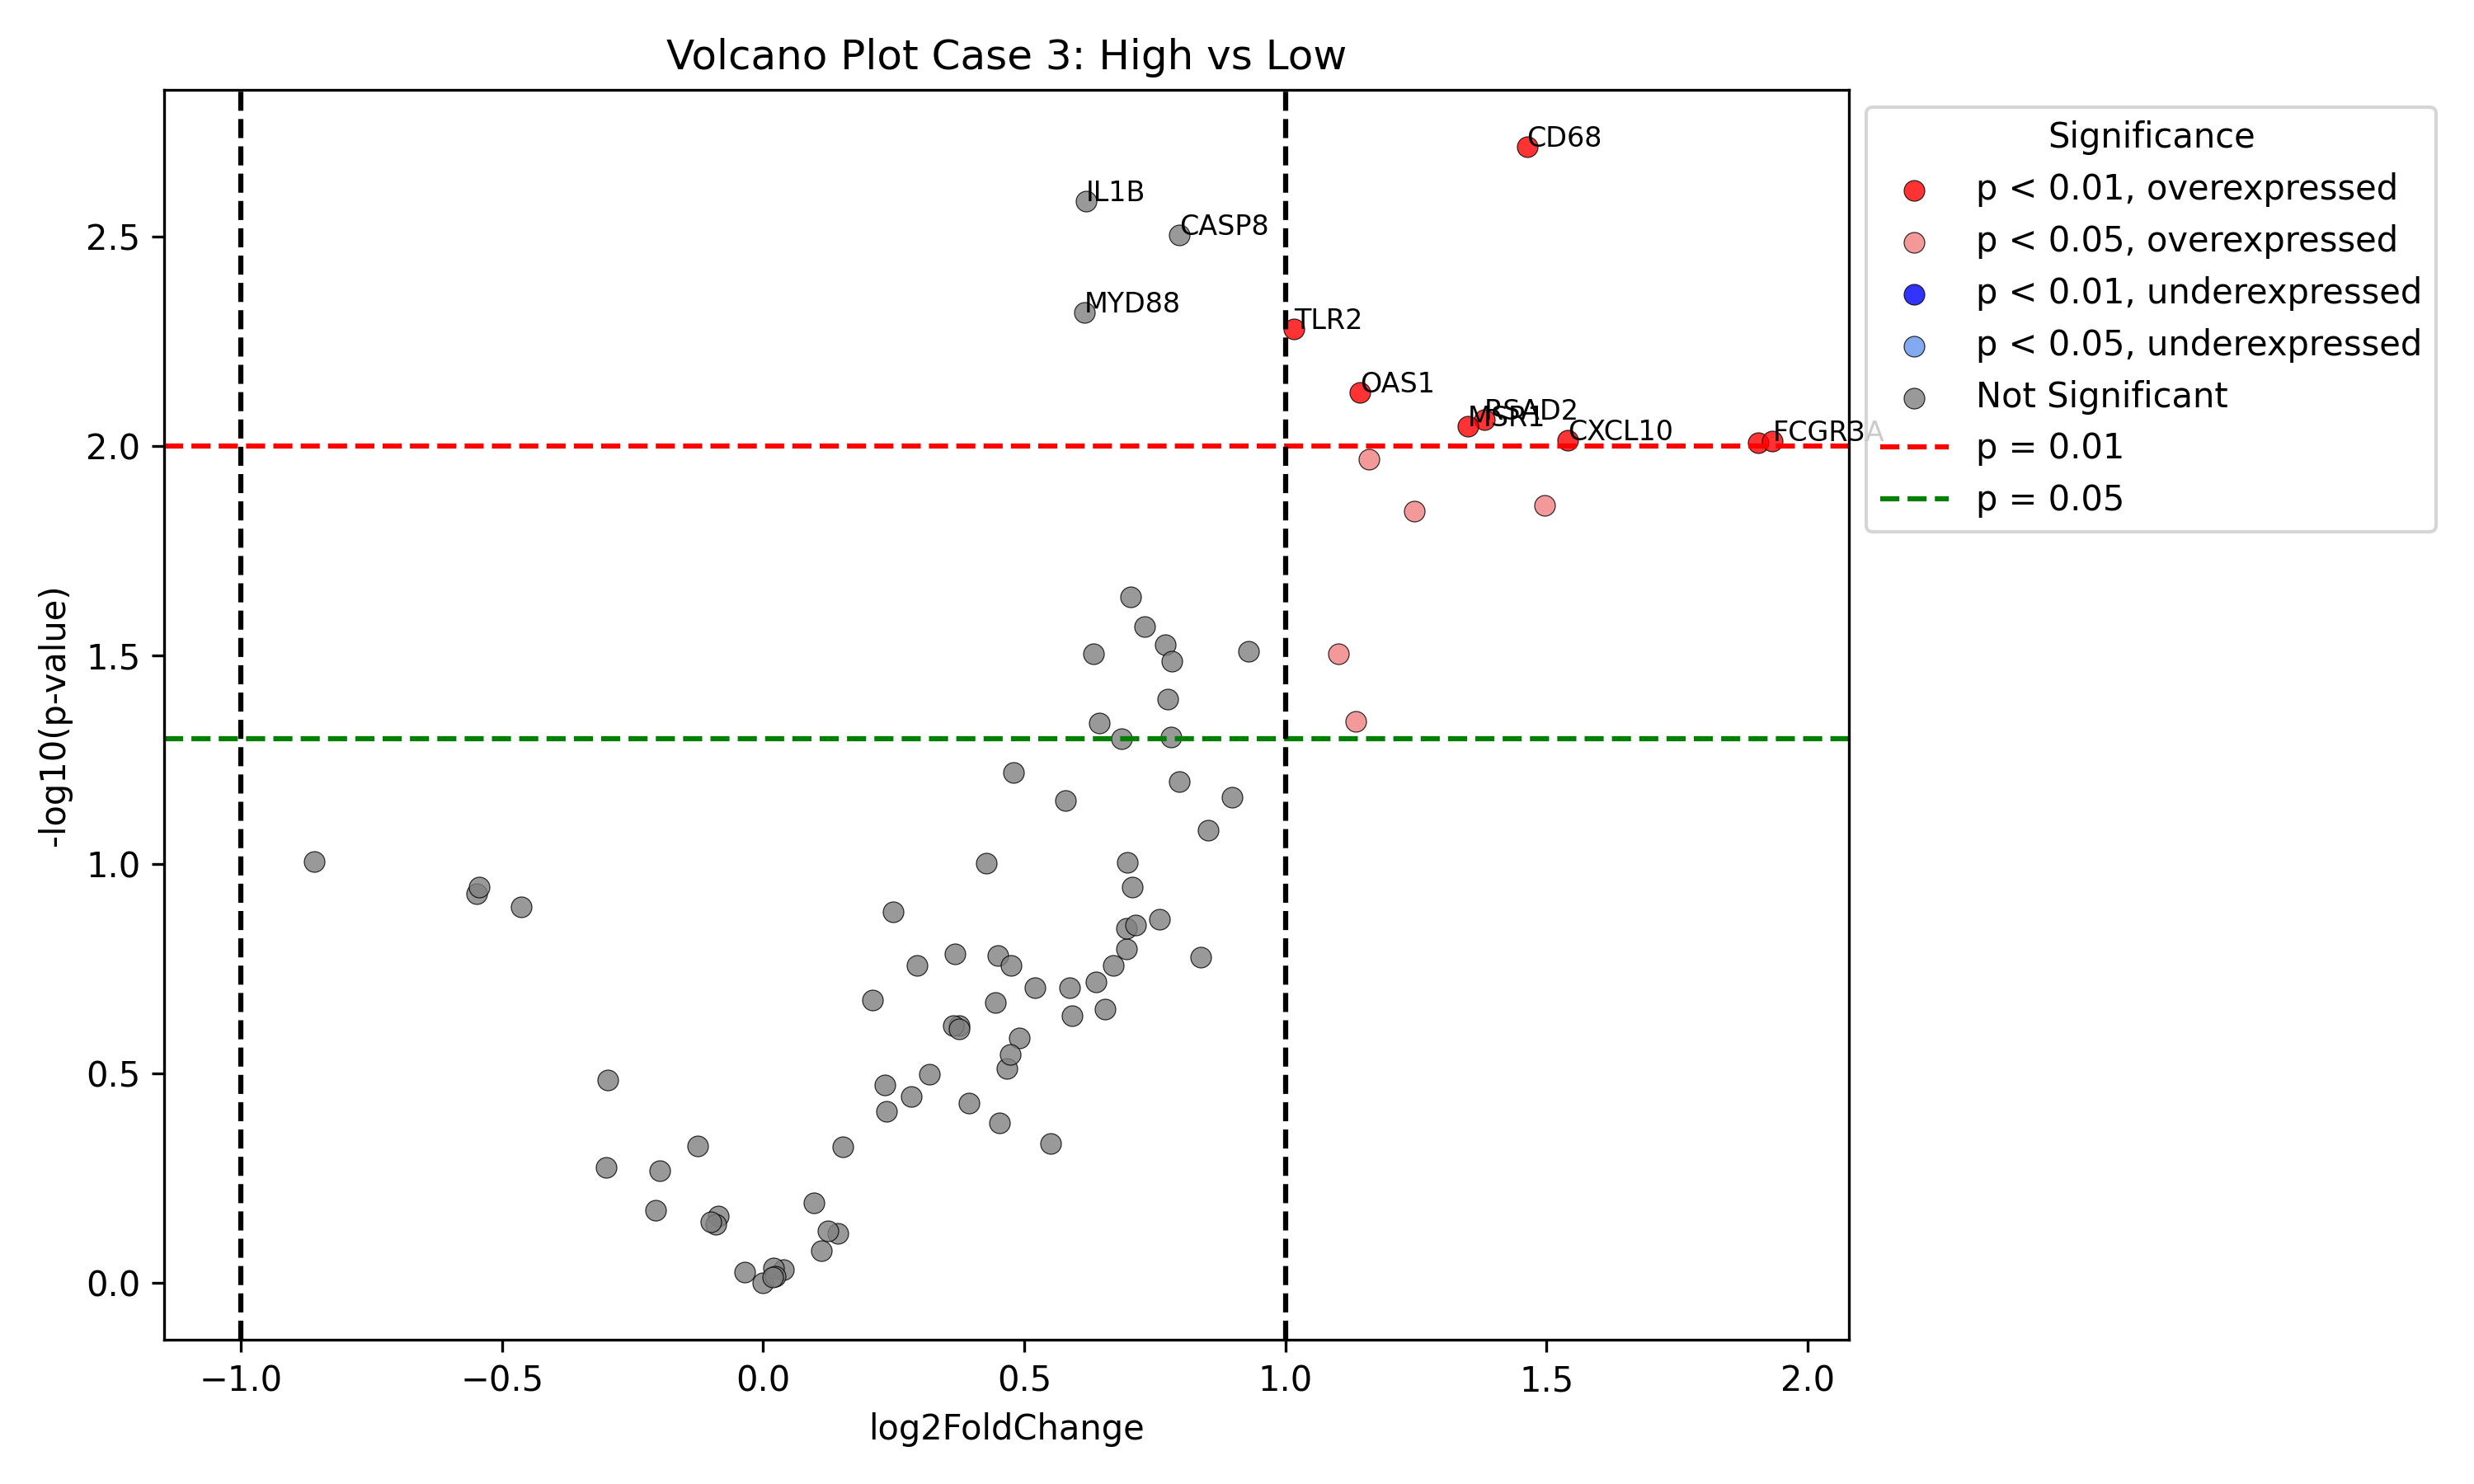 Volcano Plot Case 3: High vs Low
CD68
IL1B
CASP8
MYD88
TLR2
OAS1
RSAD2
MSR1
CXCL10
FCGR3A
Significance
p < 0.01, overexpressed
p < 0.05, overexpressed
p < 0.01, underexpressed
p < 0.05, underexpressed
Not Significant
p = 0.01
p = 0.05
-log10(p-value)
2.5
2.0
1.5
1.0
0.5
0.0
−1.0
−0.5
0.0
0.5
1.0
1.5
2.0
log2FoldChange